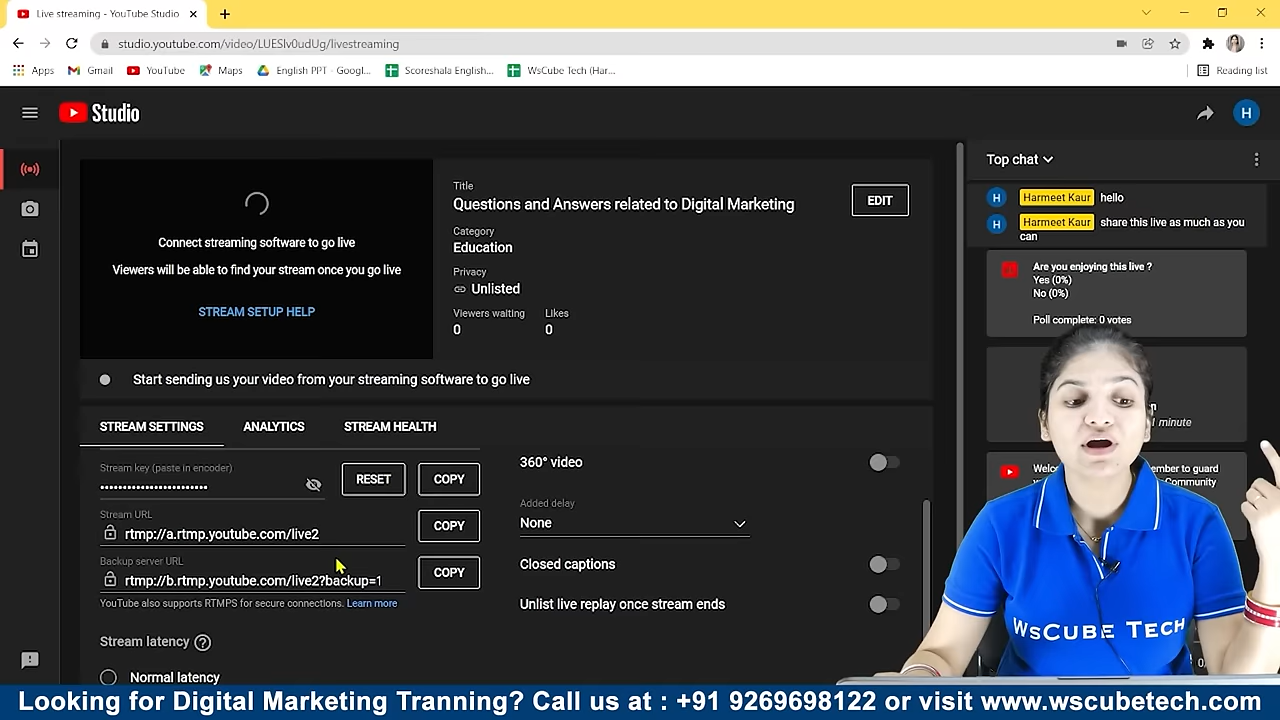 Live streaming - YouTube Studio
studio.youtube.com/video/LUESlv0udUg/livestreaming
Apps
Gmail
YouTube
Maps
English PPT - Googl...
Scoreshala English...
WsCube Tech (Har...
Reading list
Studio
H
Connect streaming software to go live
Viewers will be able to find your stream once you go live
STREAM SETUP HELP
Title
Questions and Answers related to Digital Marketing
EDIT
Category
Education
Privacy
Unlisted
Viewers waiting
Likes
0
0
Start sending us your video from your streaming software to go live
STREAM SETTINGS
ANALYTICS
STREAM HEALTH
Stream key (paste in encoder)
••••••••••••••••••••••••
RESET
COPY
Stream URL
rtmp://a.rtmp.youtube.com/live2
COPY
Backup server URL
rtmp://b.rtmp.youtube.com/live2?backup=1
COPY
YouTube also supports RTMPS for secure connections. Learn more
Stream latency
Normal latency
360° video
Added delay
None
Closed captions
Unlist live replay once stream ends
Top chat
H Harmeet Kaur hello
H Harmeet Kaur share this live as much as you
can
Are you enjoying this live ?
Yes (0%)
No (0%)
Poll complete: 0 votes
minute
to guard
Community
WsCube Tech
Looking for Digital Marketing Tranning? Call us at : +91 9269698122 or visit www.wscubetech.com